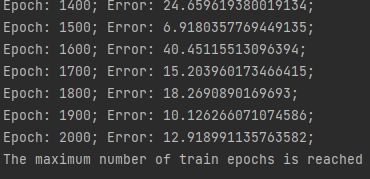 Epoch: 1400; Error: 24.659619380019134;
Epoch: 1500; Error: 6.9180357769449135;
Epoch: 1600; Error: 40.45115513096394;
Epoch: 1700; Error: 15.203960173466415;
Epoch: 1800; Error: 18.2690890169693;
Epoch: 1900; Error: 10.126266071074586;
Epoch: 2000; Error: 12.918991135763582;
The maximum number of train epochs is reached